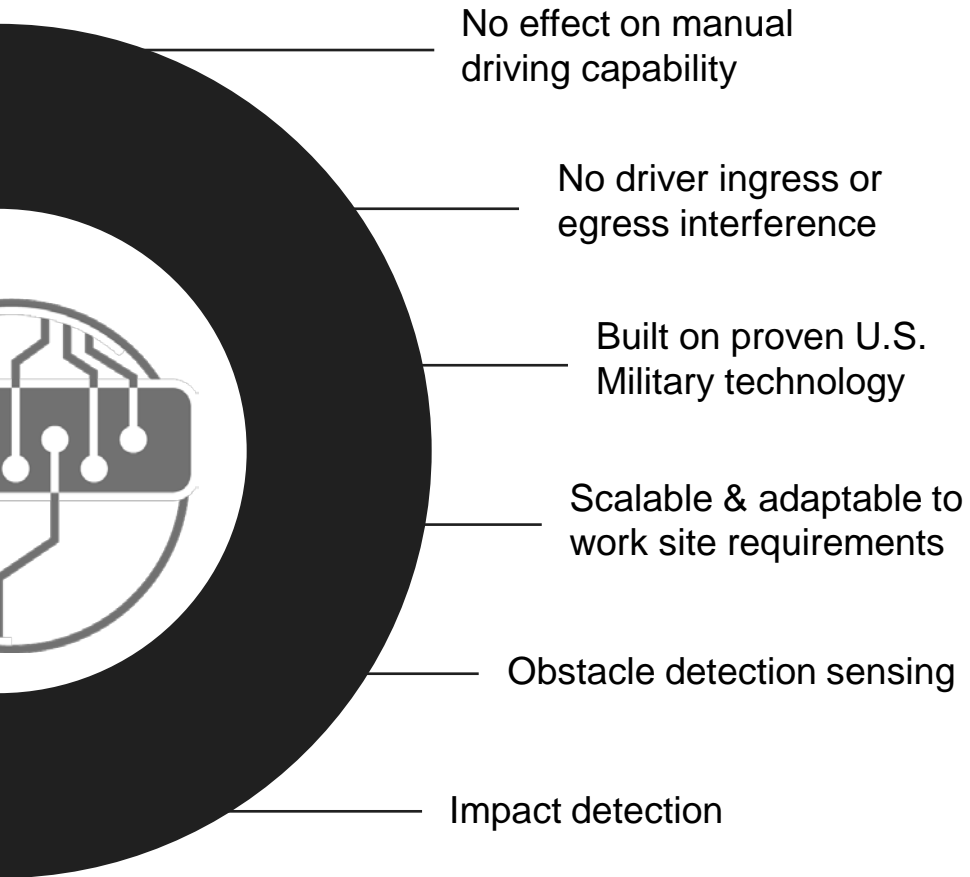 No effect on manual
driving capability
No driver ingress or
egress interference
Built on proven U.S.
Military technology
Scalable & adaptable to
work site requirements
Obstacle detection sensing
Impact detection